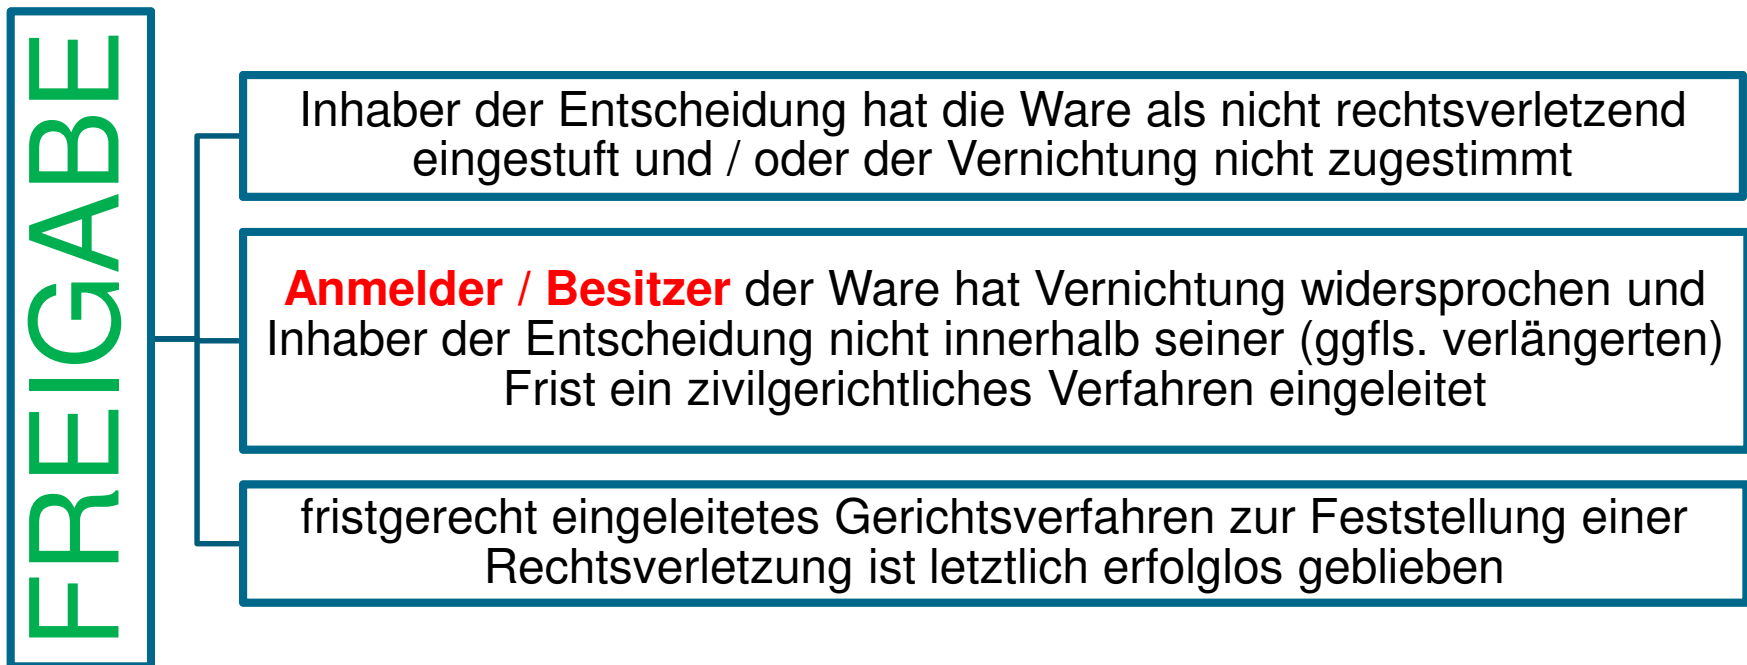 FREIGABE
Inhaber der Entscheidung hat die Ware als nicht rechtsverletzend
eingestuft und / oder der Vernichtung nicht zugestimmt
Anmelder / Besitzer der Ware hat Vernichtung widersprochen und
Inhaber der Entscheidung nicht innerhalb seiner (ggfls. verlängerten)
Frist ein zivilgerichtliches Verfahren eingeleitet
fristgerecht eingeleitetes Gerichtsverfahren zur Feststellung einer
Rechtsverletzung ist letztlich erfolglos geblieben